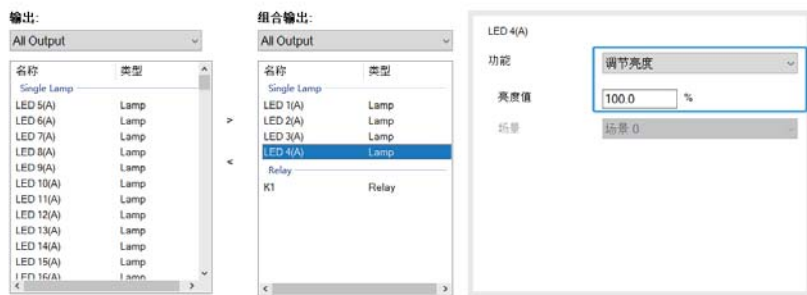 输出:
All Output
名称 类型
Single Lamp
LED 5(A) Lamp
LED 6(A) Lamp
LED 7(A) Lamp
LED 8(A) Lamp
LED 9(A) Lamp
LED 10(A) Lamp
LED 11(A) Lamp
LED 12(A) Lamp
LED 13(A) Lamp
LED 14(A) Lamp
LED 15(A) Lamp
LED 16(A) Lamp
>
<
组合输出:
All Output
名称 类型
Single Lamp
LED 1(A) Lamp
LED 2(A) Lamp
LED 3(A) Lamp
LED 4(A) Lamp
Relay
K1 Relay
LED 4(A)
功能 调节亮度
亮度值 100.0 %
场景 场景 0